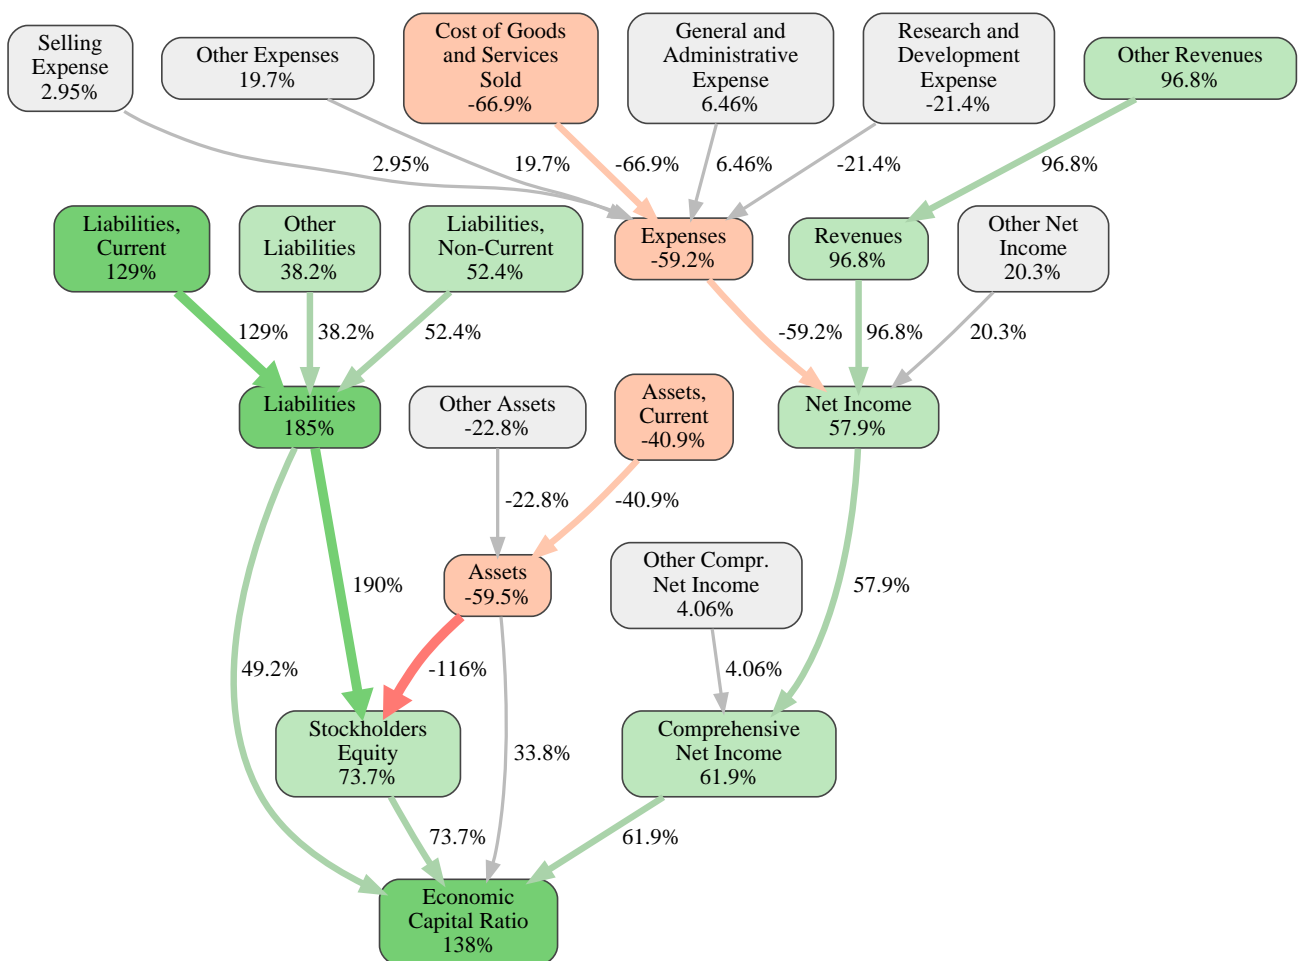 Selling
Expense
2.95%
Other Expenses
19.7%
Cost of Goods
and Services
Sold
-66.9%
General and
Administrative
Expense
6.46%
Research and
Development
Expense
-21.4%
Other Revenues
96.8%
2.95%
19.7%
-66.9%
6.46%
-21.4%
96.8%
Liabilities,
Current
129%
Other
Liabilities
38.2%
Liabilities,
Non-Current
52.4%
Expenses
-59.2%
Revenues
96.8%
Other Net
Income
20.3%
129%
38.2%
52.4%
-59.2%
96.8%
20.3%
Liabilities
185%
Other Assets
-22.8%
Assets,
Current
-40.9%
Net Income
57.9%
-22.8%
-40.9%
Assets
-59.5%
Other Compr.
Net Income
4.06%
190%
57.9%
49.2%
-116%
4.06%
Stockholders
Equity
73.7%
33.8%
Comprehensive
Net Income
61.9%
73.7%
61.9%
Economic
Capital Ratio
138%